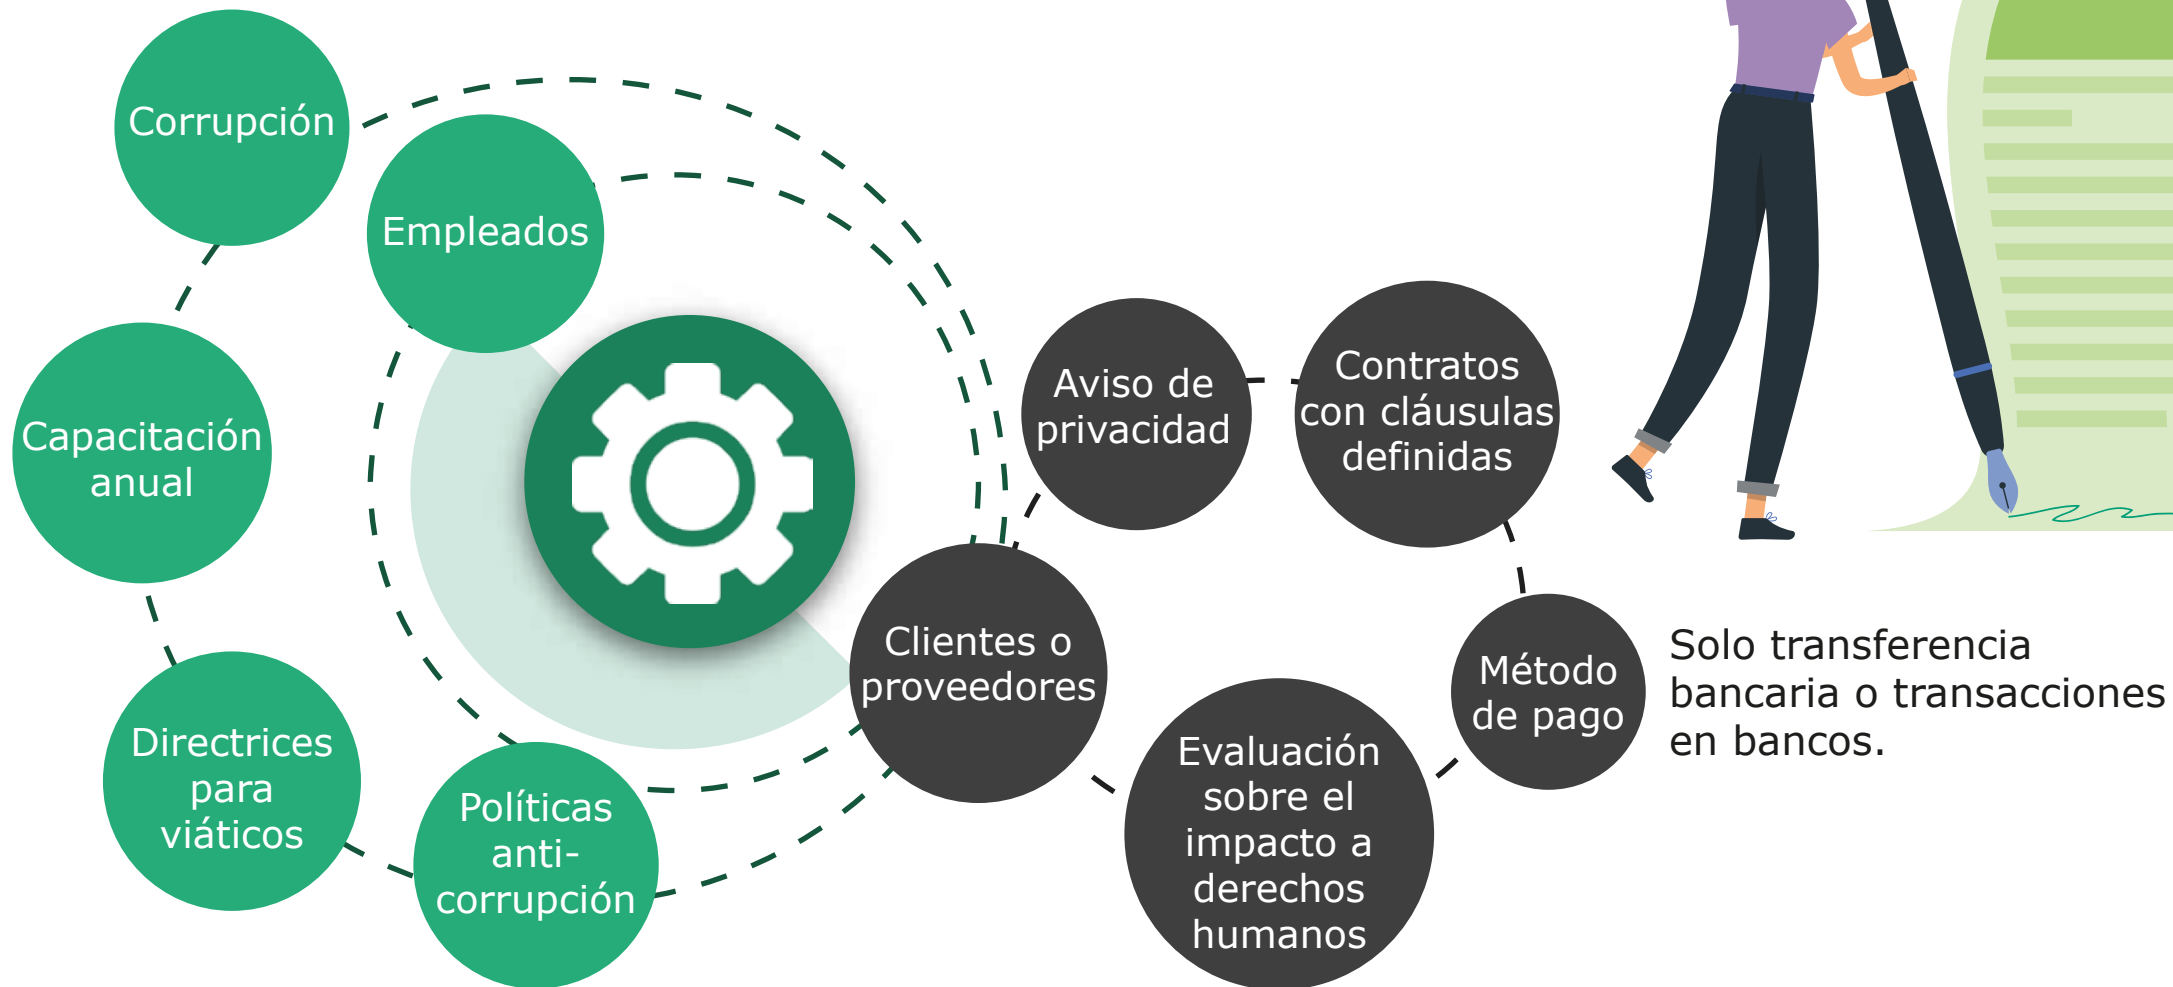 Corrupción
Empleados
Capacitación
anual
Directrices
para
viáticos
Políticas
anti-
corrupción
Clientes o
proveedores
Aviso de
privacidad
Contratos
con cláusulas
definidas
Método
de pago
Solo transferencia
bancaria o transacciones
en bancos.
Evaluación
sobre el
impacto a
derechos
humanos